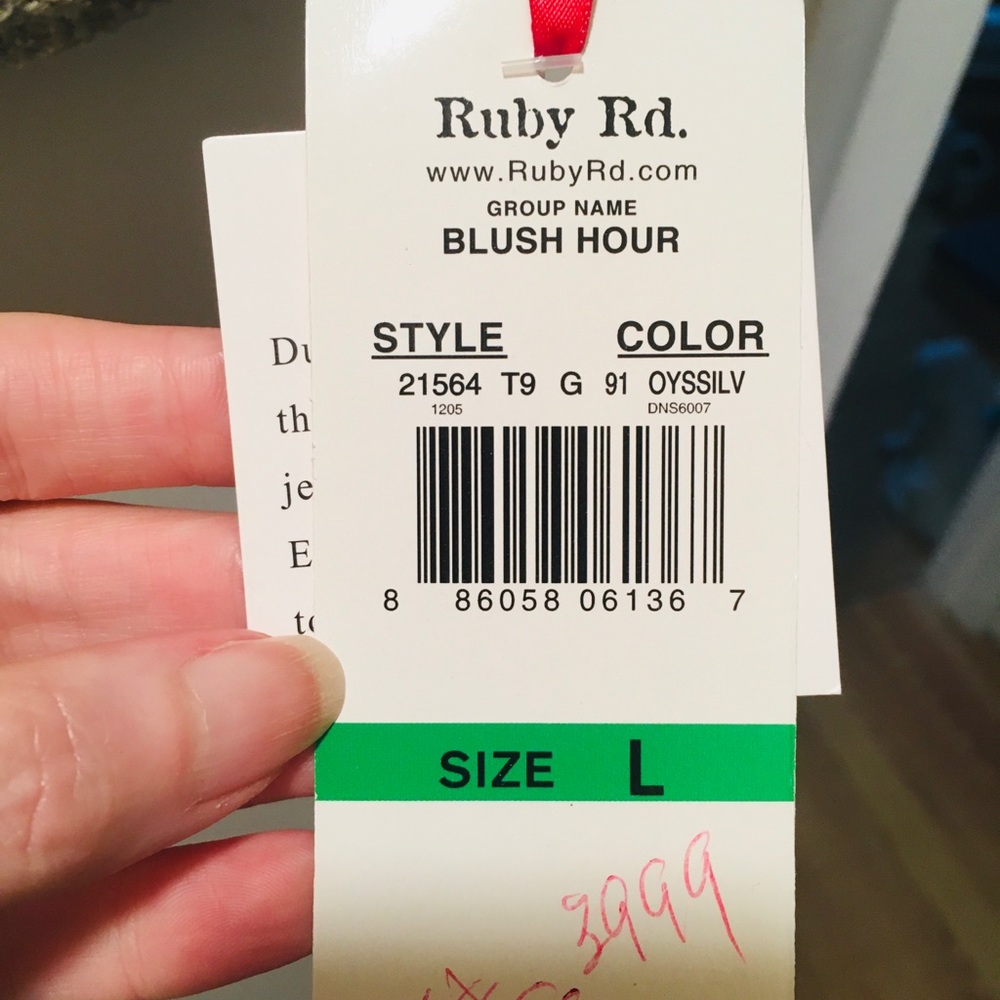 Ruby Rd.
www.RubyRd.com
GROUP NAME
BLUSH HOUR
STYLE COLOR
21564 T9 G 91 OYSSILV
1205 DNS6007
8 86058 06136 7
SIZE L
3999